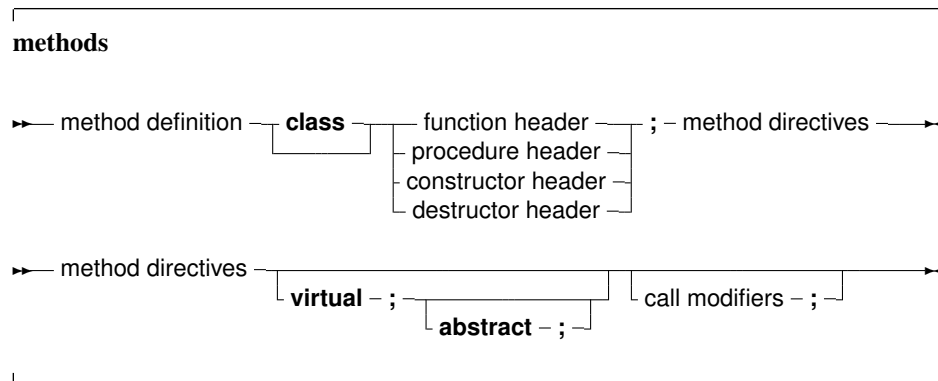 methods
method definition class function header ; method directives
procedure header
constructor header
destructor header
method directives
virtual ; call modifiers ;
abstract ;